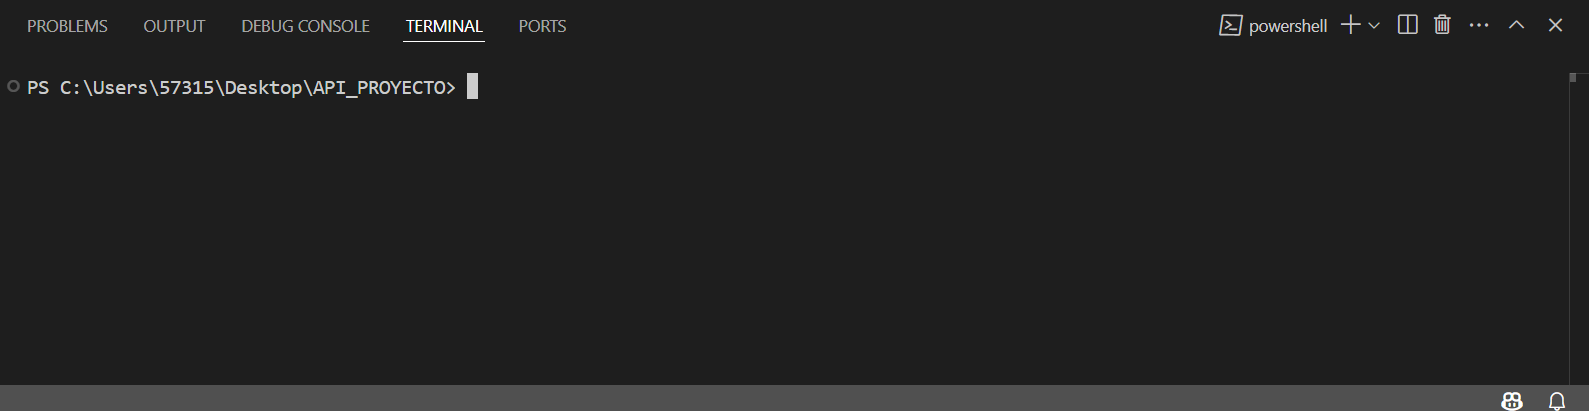 PROBLEMS OUTPUT DEBUG CONSOLE TERMINAL PORTS powershell
PS C:\Users\57315\Desktop\API_PROYECTO>